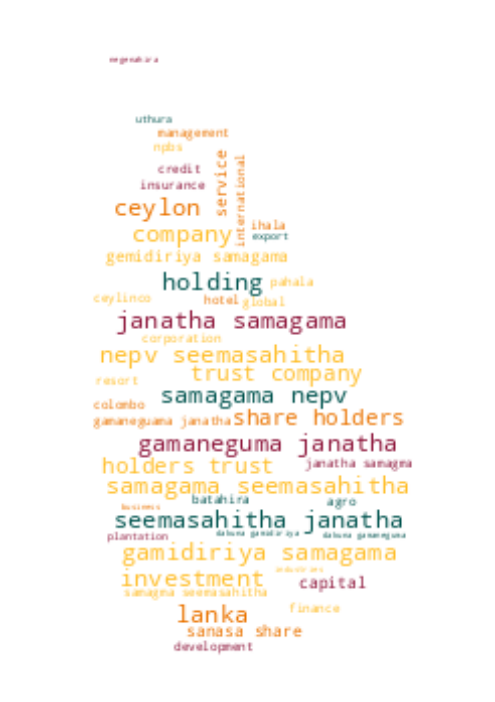 negenahira
uthura
management
npbs
service
international
credit
insurance
ceylon
ihala
company
export
gemidiriya samagama
holding
pahala
ceylinco
hotel
global
janatha samagama
corporation
nepv seemasahitha
trust company
resort
samagama nepv
colombo
share holders
gamaneguama janatha
gamaneguma janatha
holders trust
janatha samagma
samagama seemasahitha
batahira
agro
business
seemasahitha janatha
plantation
dakuna gamidiriya
dakuna gamaneguma
gamidiriya samagama
industries
investment
capital
samagma seemasahitha
finance
lanka
sanasa share
development